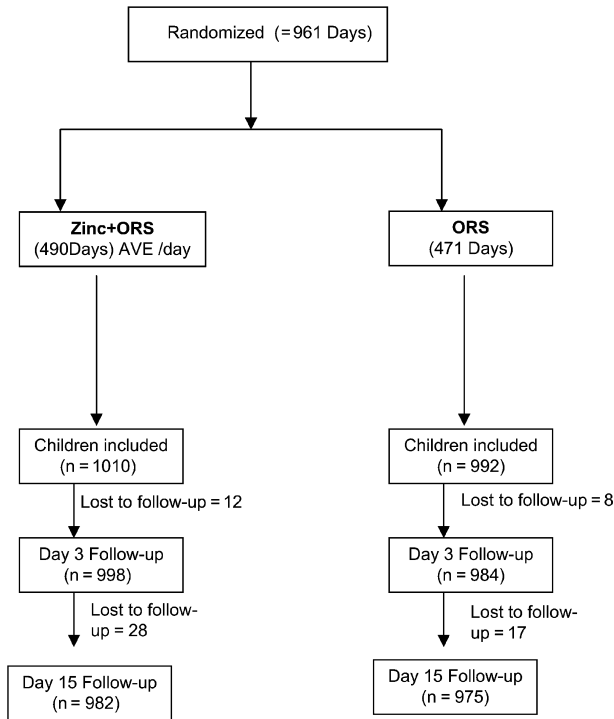 Randomized (=961 Days)
Zinc+ORS
(490Days) AVE /day
ORS
(471 Days)
Children included
(n = 1010)
Children included
(n = 992)
Lost to follow-up = 12
Lost to follow-up = 8
Day 3 Follow-up
(n = 998)
Day 3 Follow-up
(n = 984)
Lost to follow-
up = 28
Lost to follow-
up = 17
Day 15 Follow-up
(n = 982)
Day 15 Follow-up
(n = 975)